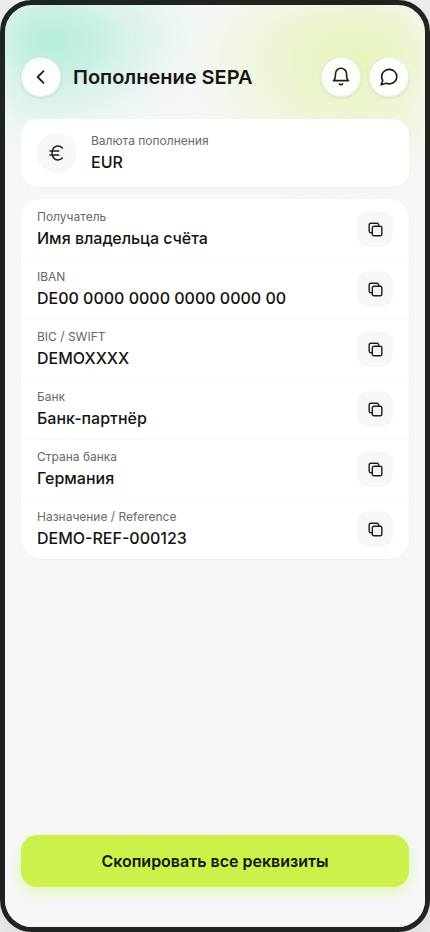 Пополнение SEPA
€
Валюта пополнения
EUR
Получатель
Имя владельца счёта
IBAN
DE00 0000 0000 0000 0000 00
BIC / SWIFT
DEMOXXXX
Банк
Банк-партнёр
Страна банка
Германия
Назначение / Reference
DEMO-REF-000123
Скопировать все реквизиты